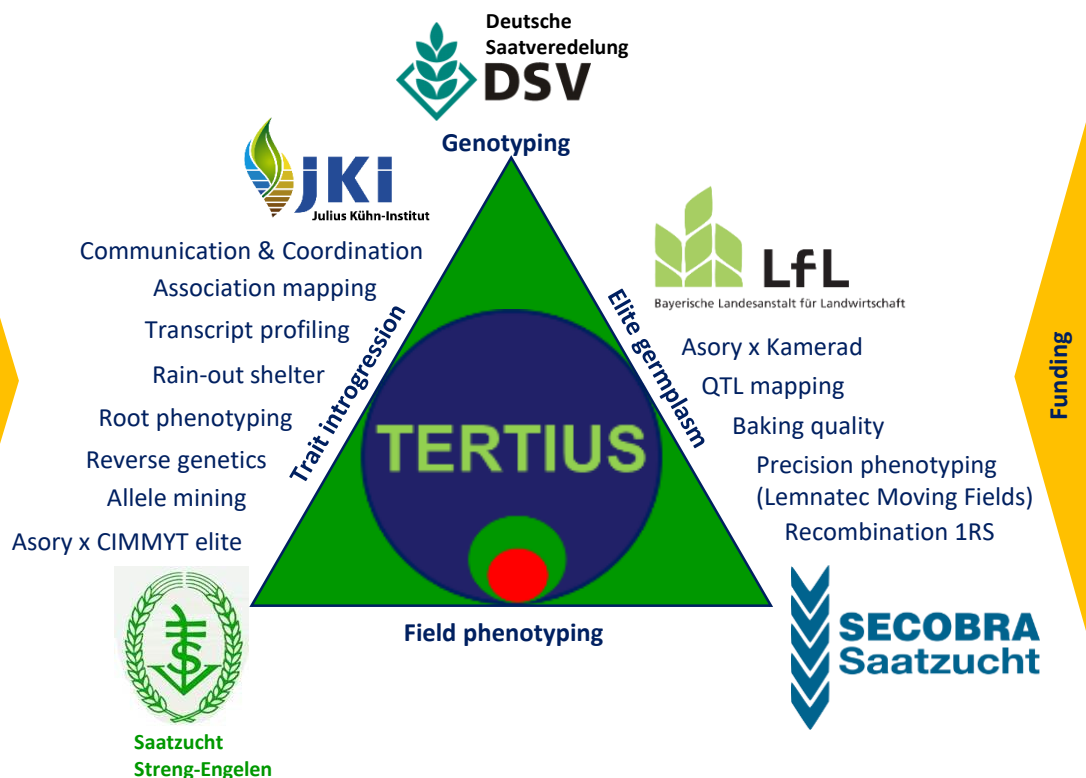 Deutsche
Saatveredelung
DSV
Genotyping
JKI
Julius Kühn-Institut
LfL
Bayerische Landesanstalt für Landwirtschaft
Communication & Coordination
Association mapping
Transcript profiling
Rain-out shelter
Root phenotyping
Reverse genetics
Allele mining
Asory x CIMMYT elite
Trait introgression
TERTIUS
Elite germplasm
Asory x Kamerad
QTL mapping
Baking quality
Precision phenotyping
(Lemnatec Moving Fields)
Recombination 1RS
Funding
Field phenotyping
SECOBRA
Saatzucht
S
Saatzucht
Streng-Engelen